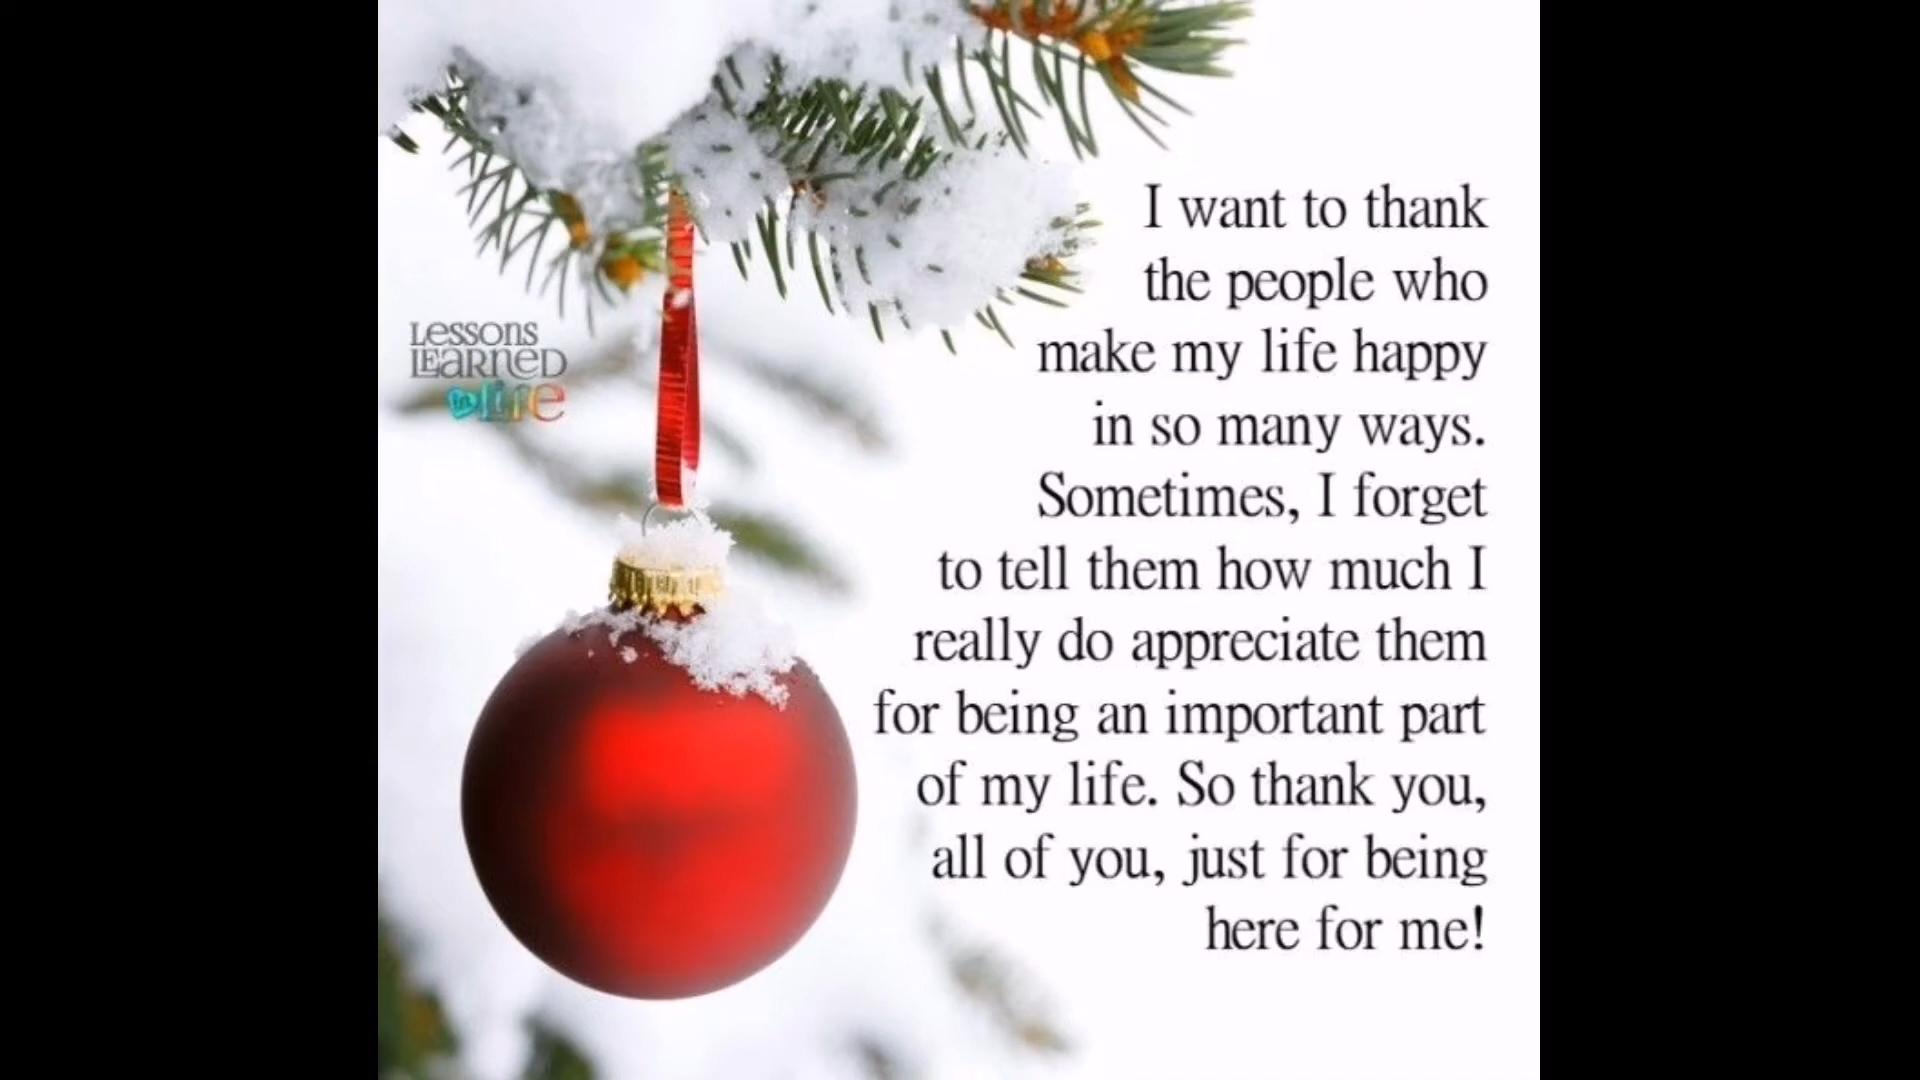 Lessons
Learned
in Life
I want to thank
the people who
make my life happy
in so many ways.
Sometimes, I forget
to tell them how much I
really do appreciate them
for being an important part
of my life. So thank you,
all of you, just for being
here for me!